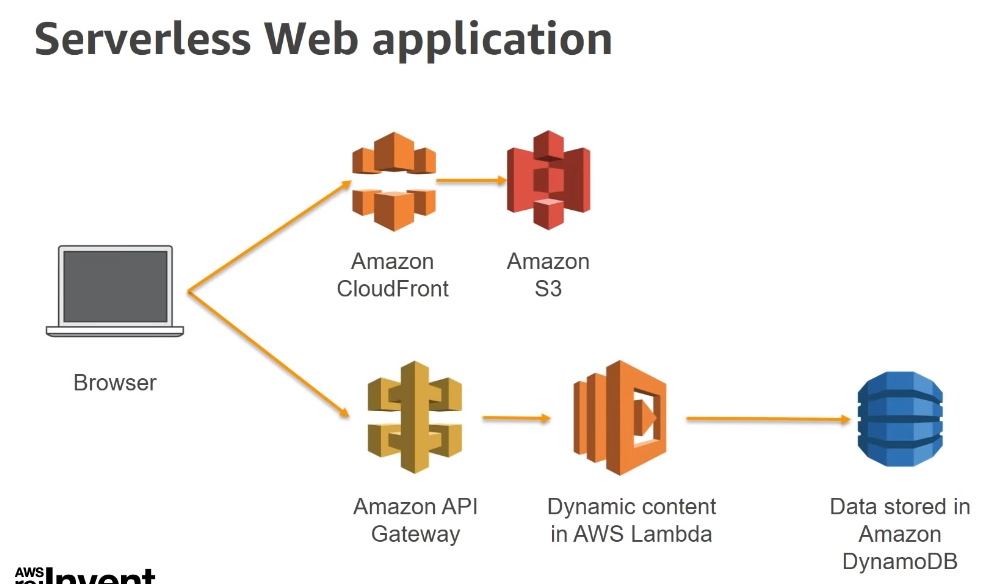 Serverless Web application
Amazon
CloudFront
Amazon
S3
Browser
Amazon API
Gateway
Dynamic content
in AWS Lambda
Data stored in
Amazon
DynamoDB
AWS
re:Invent